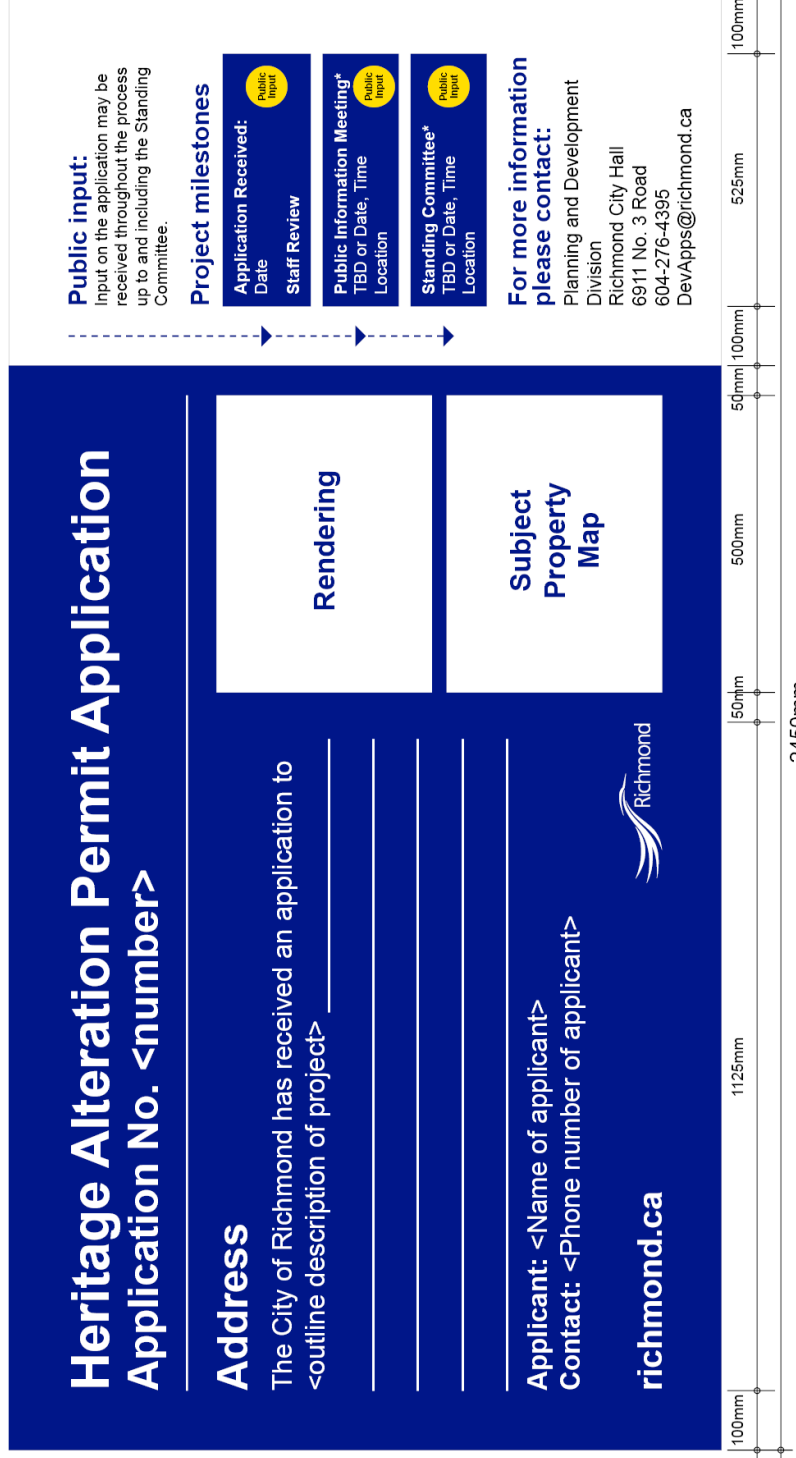 Heritage Alteration Permit Application
Application No. <number>
Address
The City of Richmond has received an application to
<outline description of project>
Applicant: <Name of applicant>
Contact: <Phone number of applicant>
richmond.ca
Richmond
Rendering
Subject
Property
Map
Public input:
Input on the application may be
received throughout the process
up to and including the Standing
Committee.
Project milestones
Application Received:
Date
Staff Review
Public
Input
Public Information Meeting*
TBD or Date, Time
Location
Public
Input
Standing Committee*
TBD or Date, Time
Location
Public
Input
For more information
please contact:
Planning and Development
Division
Richmond City Hall
6911 No. 3 Road
604-276-4395
DevApps@richmond.ca
100mm
1125mm
50mm
500mm
50mm
100mm
525mm
100mm